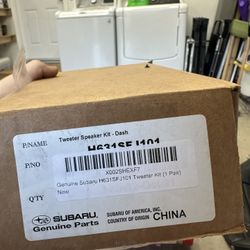 P/NAME Tweeter Speaker Kit - Dash
P/NO H631SFJ101
X002SHEXF7
Genuine Subaru H631SFJ101 Tweeter Kit (1 Pair)
New
Q'TY
SUBARU SUBARU OF AMERICA, INC.
Genuine Parts COUNTRY OF ORIGIN CHINA